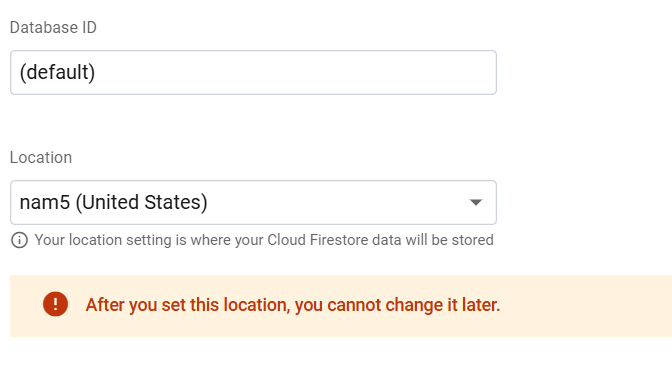 Database ID
(default)
Location
nam5 (United States)
Your location setting is where your Cloud Firestore data will be stored
After you set this location, you cannot change it later.